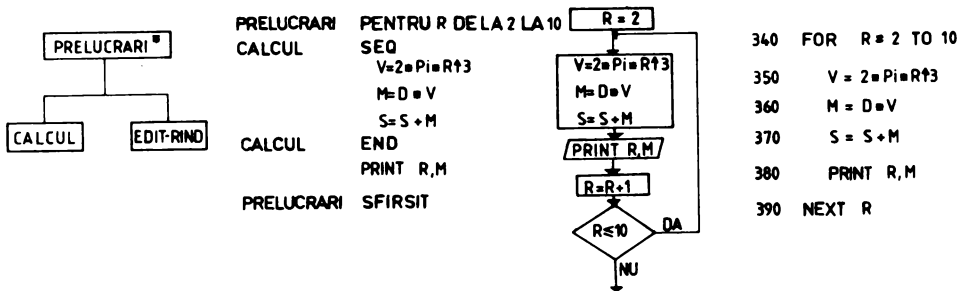 PRELUCRARI *
CALCUL
EDIT-RIND
PRELUCRARI PENTRU R DE LA 2 LA 10
CALCUL SEQ
V=2*Pi*R↑3
M=D*V
S=S+M
CALCUL END
PRINT R,M
PRELUCRARI SFIRSIT
R=2
V=2*Pi*R↑3
M=D*V
S=S+M
PRINT R,M
R=R+1
R≤10
DA
NU
340 FOR R=2 TO 10
350 V=2*Pi*R↑3
360 M=D*V
370 S=S+M
380 PRINT R,M
390 NEXT R